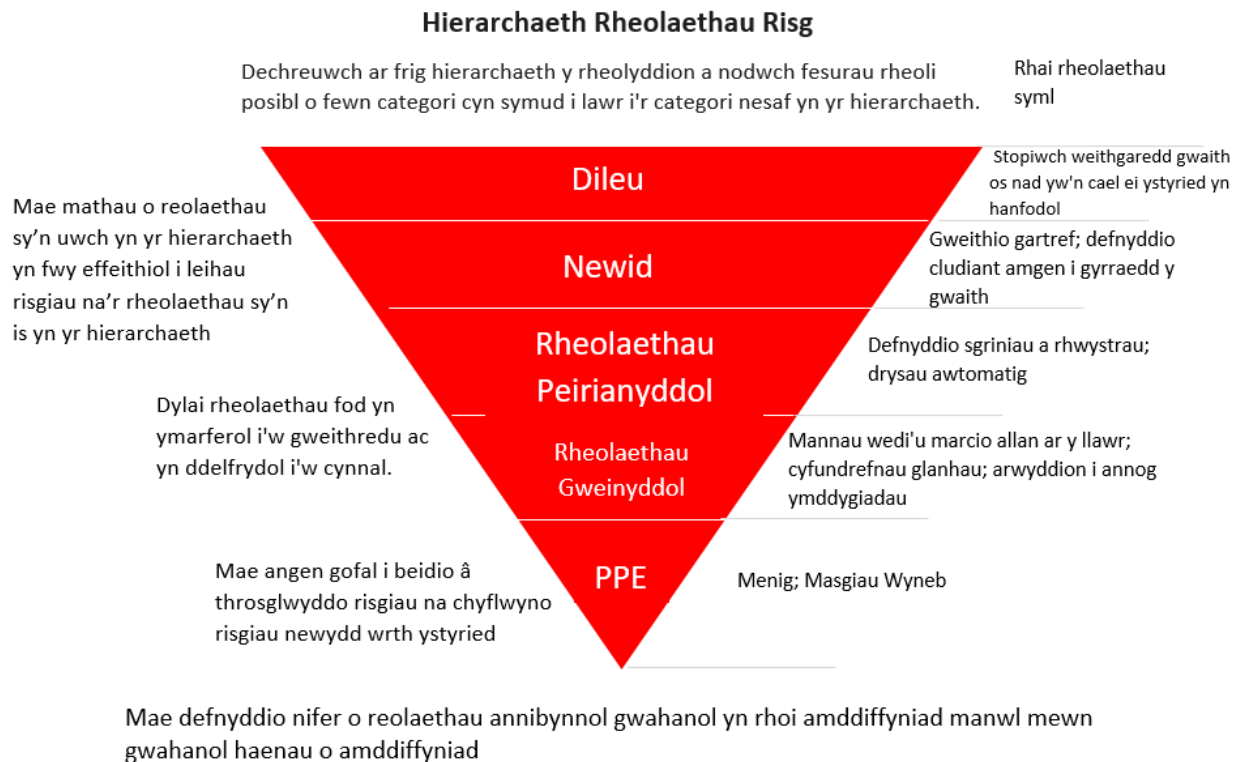 Hierarchaeth Rheolaethau Risg
Dechreuwch ar frig hierarchaeth y rheolyddion a nodwch fesurau rheoli
posibl o fewn categori cyn symud i lawr i'r categori nesaf yn yr hierarchaeth.
Rhai rheolaethau
syml
Dileu
Stopiwch weithgaredd gwaith
os nad yw'n cael ei ystyried yn
hanfodol
Mae mathau o reolaethau
sy'n uwch yn yr hierarchaeth
yn fwy effeithiol i leihau
risgiau na'r rheolaethau sy'n
is yn yr hierarchaeth
Newid
Gweithio gartref; defnyddio
cludiant amgen i gyrraedd y
gwaith
Rheolaethau
Peirianyddol
Defnyddio sgriniau a rhwystrau;
drysau awtomatig
Dylai rheolaethau fod yn
ymarferol i'w gweithredu ac
yn ddelfrydol i'w cynnal.
Rheolaethau
Gweinyddol
Mannau wedi'u marcio allan ar y llawr;
cyfundrefnau glanhau; arwyddion i annog
ymddygiadau
Mae angen gofal i beidio â
throsglwyddo risgiau na chyflwyno
risgiau newydd wrth ystyried
PPE
Menig; Masgiau Wyneb
Mae defnyddio nifer o reolaethau annibynnol gwahanol yn rhoi amddiffyniad manwl mewn
gwahanol haenau o amddiffyniad